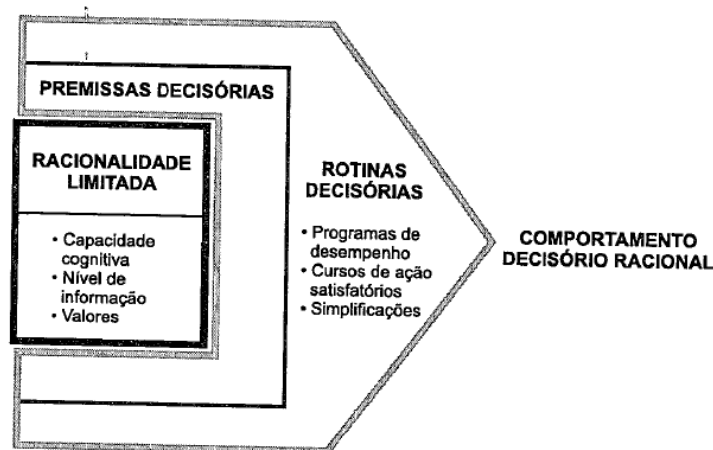 PREMISSAS DECISÓRIAS
RACIONALIDADE
LIMITADA
• Capacidade
cognitiva
• Nível de
informação
• Valores
ROTINAS
DECISÓRIAS
• Programas de
desempenho
• Cursos de ação
satisfatórios
• Simplificações
COMPORTAMENTO
DECISÓRIO RACIONAL